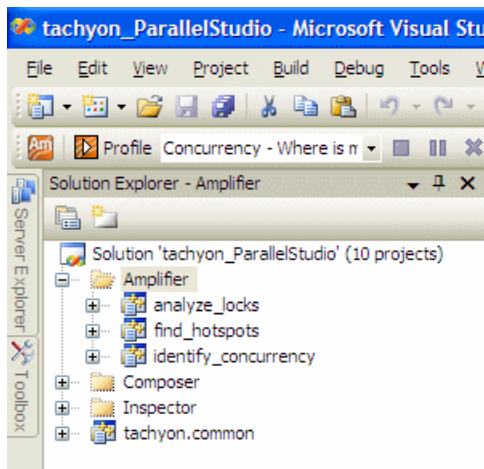 tachyon_ParallelStudio - Microsoft Visual Stu
File Edit View Project Build Debug Tools
Am Profile Concurrency - Where is m
Solution Explorer - Amplifier
Server Explorer
Toolbox
Solution 'tachyon_ParallelStudio' (10 projects)
Amplifier
analyze_locks
find_hotspots
identify_concurrency
Composer
Inspector
tachyon.common